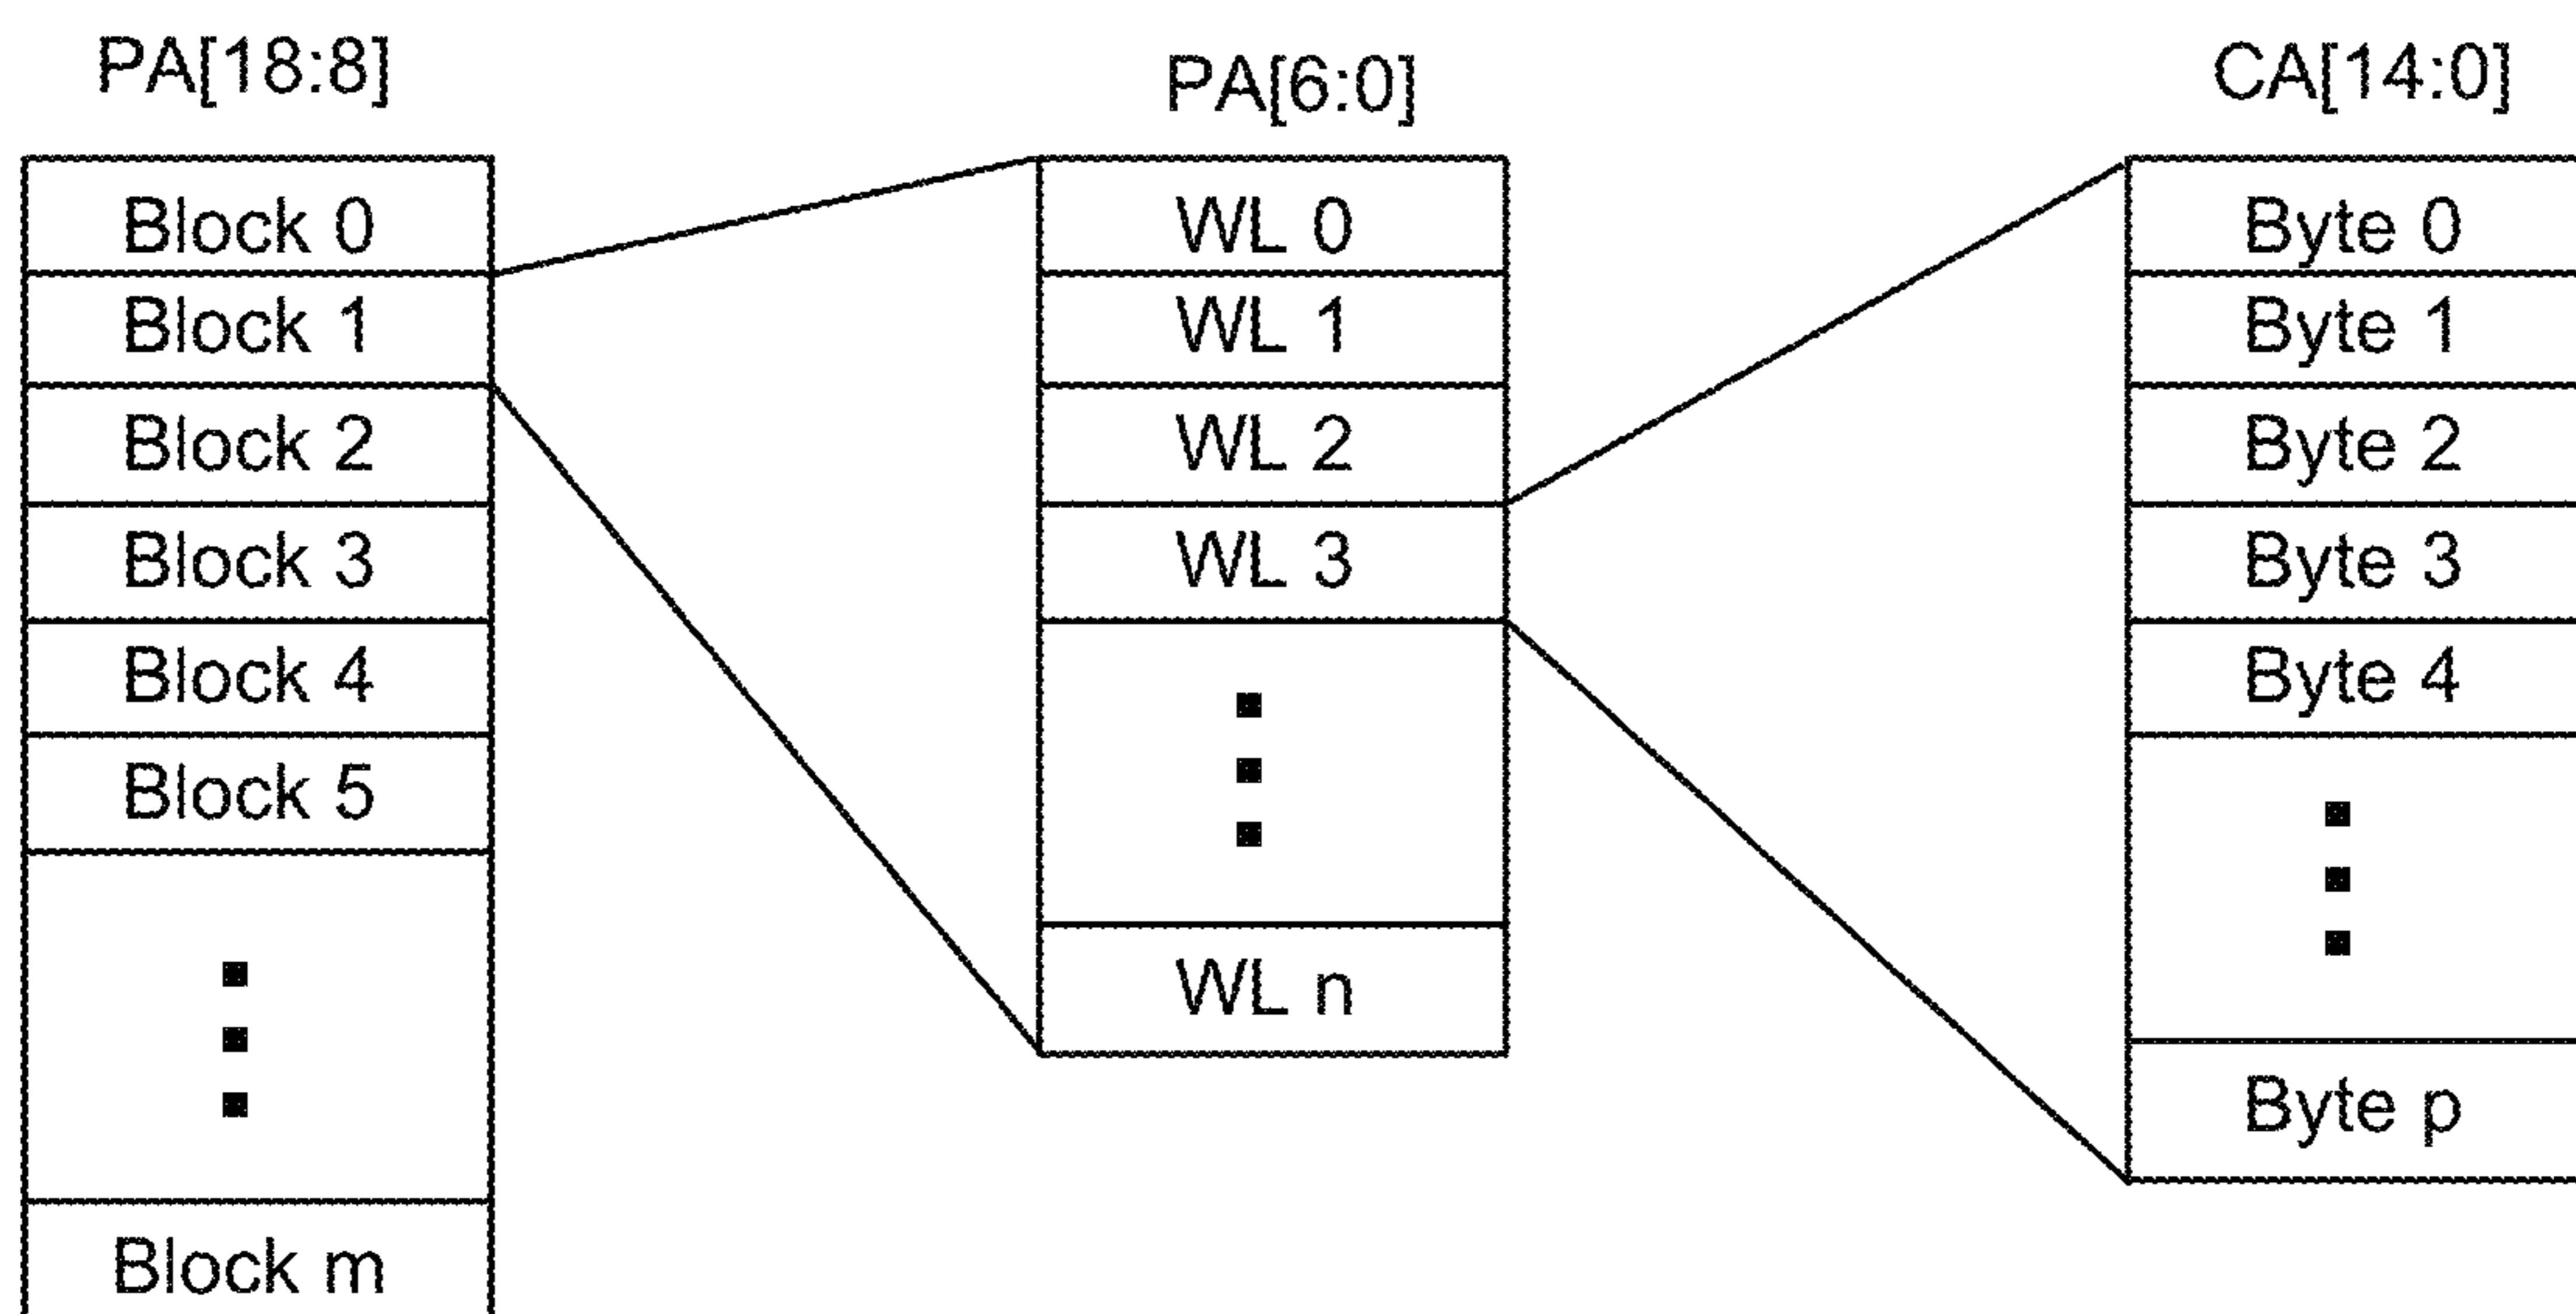 PA[18:8]
Block 0
Block 1
Block 2
Block 3
Block 4
Block 5
Block m
PA[6:0]
WL 0
WL 1
WL 2
WL 3
WL n
CA[14:0]
Byte 0
Byte 1
Byte 2
Byte 3
Byte 4
Byte p